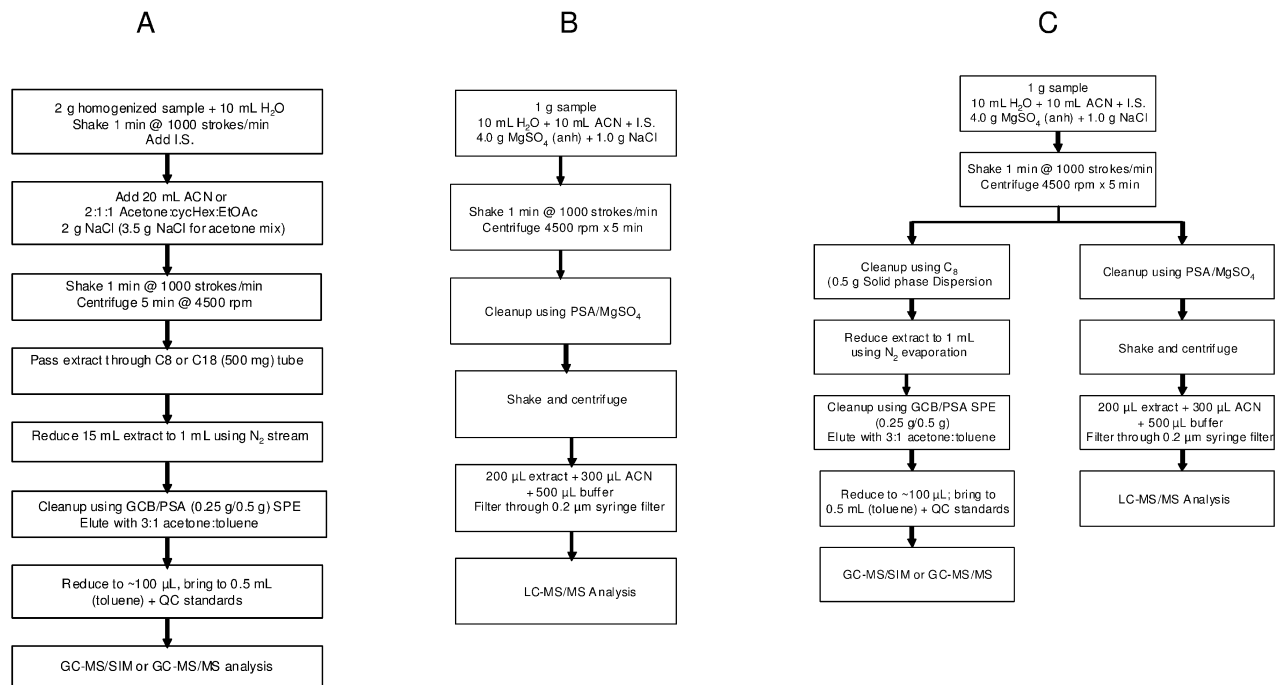 A
2 g homogenized sample + 10 mL H₂O
Shake 1 min @ 1000 strokes/min
Add I.S.
Add 20 mL ACN or
2:1:1 Acetone:cycHex:EtOAc
2 g NaCl (3.5 g NaCl for acetone mix)
Shake 1 min @ 1000 strokes/min
Centrifuge 5 min @ 4500 rpm
Pass extract through C8 or C18 (500 mg) tube
Reduce 15 mL extract to 1 mL using N₂ stream
Cleanup using GCB/PSA (0.25 g/0.5 g) SPE
Elute with 3:1 acetone:toluene
Reduce to ~100 µL, bring to 0.5 mL
(toluene) + QC standards
GC-MS/SIM or GC-MS/MS analysis
B
1 g sample
10 mL H₂O + 10 mL ACN + I.S.
4.0 g MgSO₄ (anh) + 1.0 g NaCl
Shake 1 min @ 1000 strokes/min
Centrifuge 4500 rpm x 5 min
Cleanup using PSA/MgSO₄
Shake and centrifuge
200 µL extract + 300 µL ACN
+ 500 µL buffer
Filter through 0.2 µm syringe filter
LC-MS/MS Analysis
C
1 g sample
10 mL H₂O + 10 mL ACN + I.S.
4.0 g MgSO₄ (anh) + 1.0 g NaCl
Shake 1 min @ 1000 strokes/min
Centrifuge 4500 rpm x 5 min
Cleanup using C₈
(0.5 g Solid phase Dispersion
Reduce extract to 1 mL
using N₂ evaporation
Cleanup using GCB/PSA SPE
(0.25 g/0.5 g)
Elute with 3:1 acetone:toluene
Reduce to ~100 µL; bring to
0.5 mL (toluene) + QC standards
GC-MS/SIM or GC-MS/MS
Cleanup using PSA/MgSO₄
Shake and centrifuge
200 µL extract + 300 µL ACN
+ 500 µL buffer
Filter through 0.2 µm syringe filter
LC-MS/MS Analysis